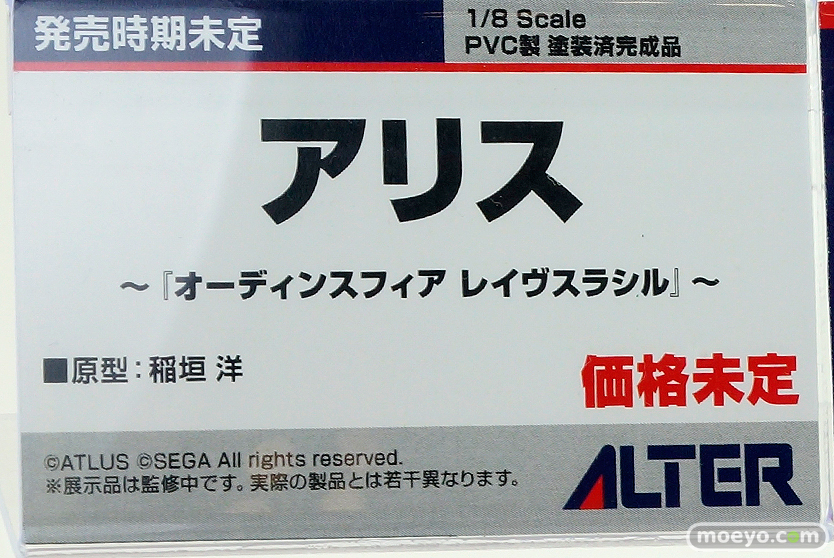 発売時期未定
1/8 Scale
PVC製 塗装済完成品
アリス
～『オーディンスフィア レイヴスラシル』～
■原型：稲垣 洋
価格未定
©ATLUS ©SEGA All rights reserved.
※展示品は監修中です。実際の製品とは若干異なります。
ALTER
moeyo.com